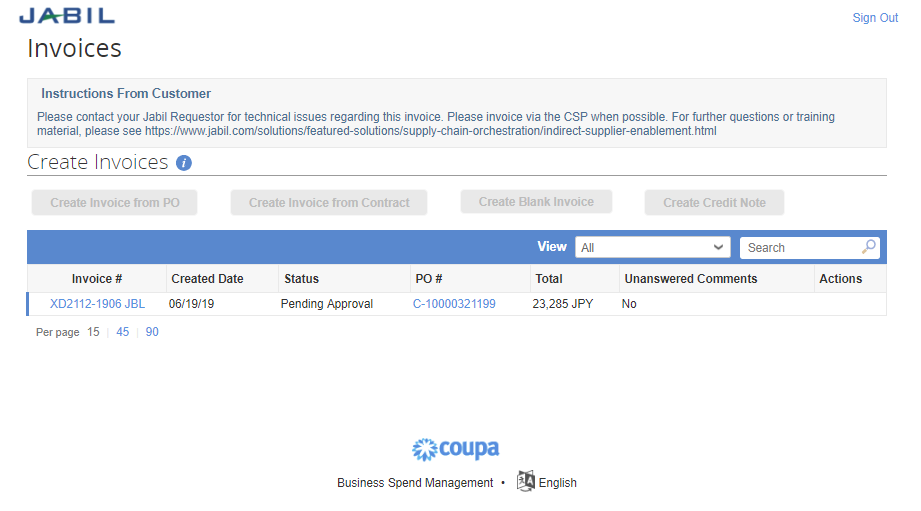 JABIL
Sign Out
Invoices
Instructions From Customer
Please contact your Jabil Requestor for technical issues regarding this invoice. Please invoice via the CSP when possible. For further questions or training
material, please see https://www.jabil.com/solutions/featured-solutions/supply-chain-orchestration/indirect-supplier-enablement.html
Create Invoices i
Create Invoice from PO Create Invoice from Contract Create Blank Invoice Create Credit Note
View All Search
Invoice # Created Date Status PO # Total Unanswered Comments Actions
XD2112-1906 JBL 06/19/19 Pending Approval C-10000321199 23,285 JPY No
Per page 15 | 45 | 90
coupa
Business Spend Management • English